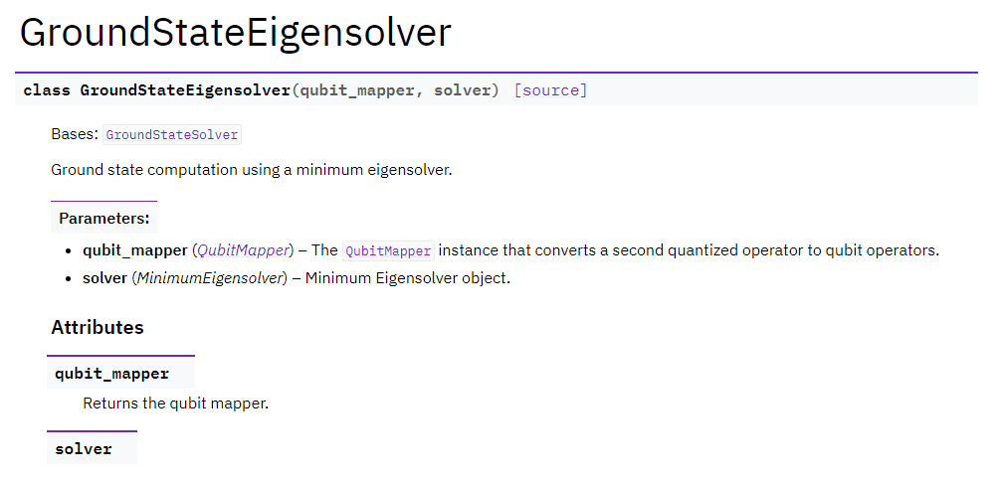 GroundStateEigensolver
class GroundStateEigensolver(qubit_mapper, solver) [source]
Bases: GroundStateSolver
Ground state computation using a minimum eigensolver.
Parameters:
• qubit_mapper (QubitMapper) – The QubitMapper instance that converts a second quantized operator to qubit operators.
• solver (MinimumEigensolver) – Minimum Eigensolver object.
Attributes
qubit_mapper
Returns the qubit mapper.
solver